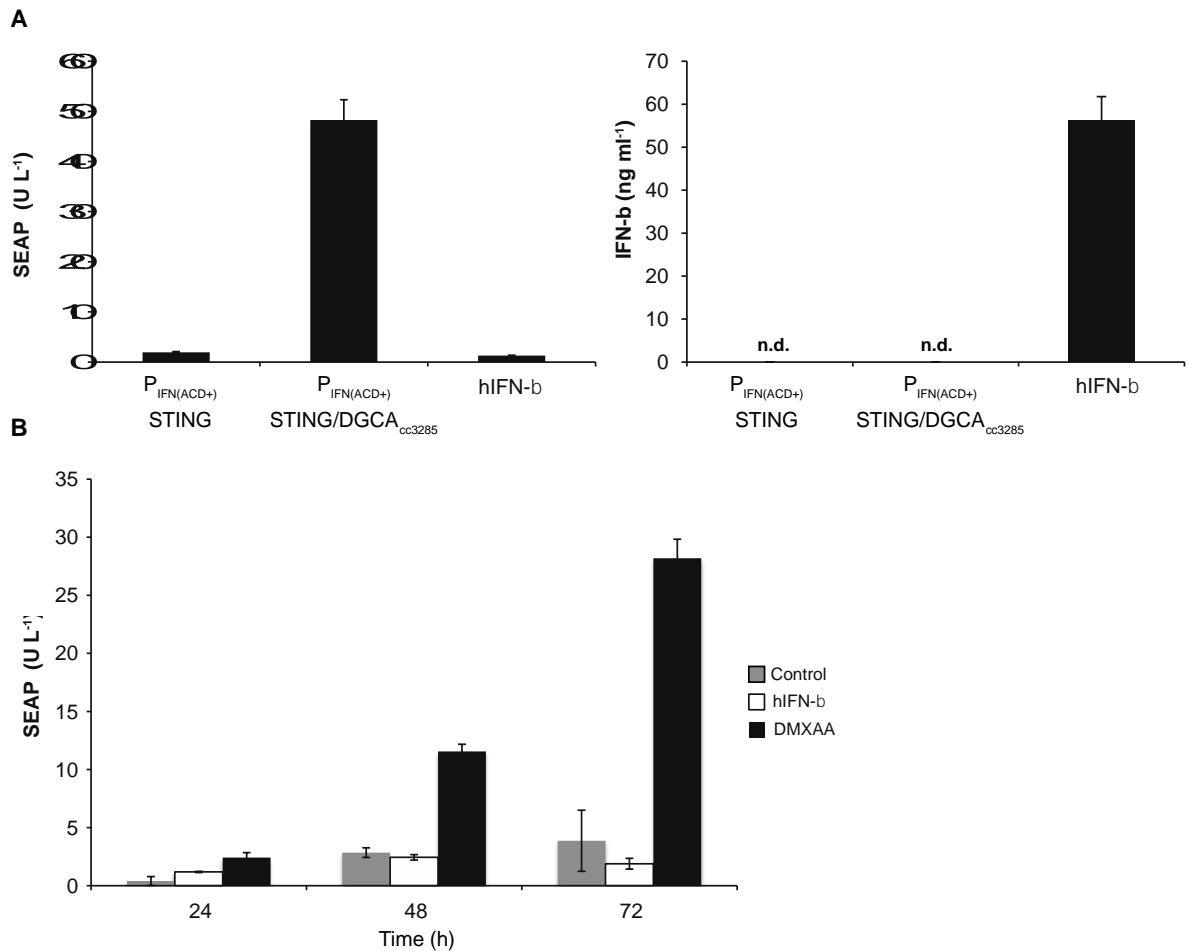 A
SEAP (U L-1)
60
50
40
30
20
10
0
PIFN(ACD+) STING
PIFN(ACD+) STING/DGCAcc3285
hIFN-b
IFN-b (ng ml-1)
70
60
50
40
30
20
10
0
n.d.
n.d.
PIFN(ACD+) STING
PIFN(ACD+) STING/DGCAcc3285
hIFN-b
B
SEAP (U L-1)
35
30
25
20
15
10
5
0
24
48
72
Time (h)
Control
hIFN-b
DMXAA